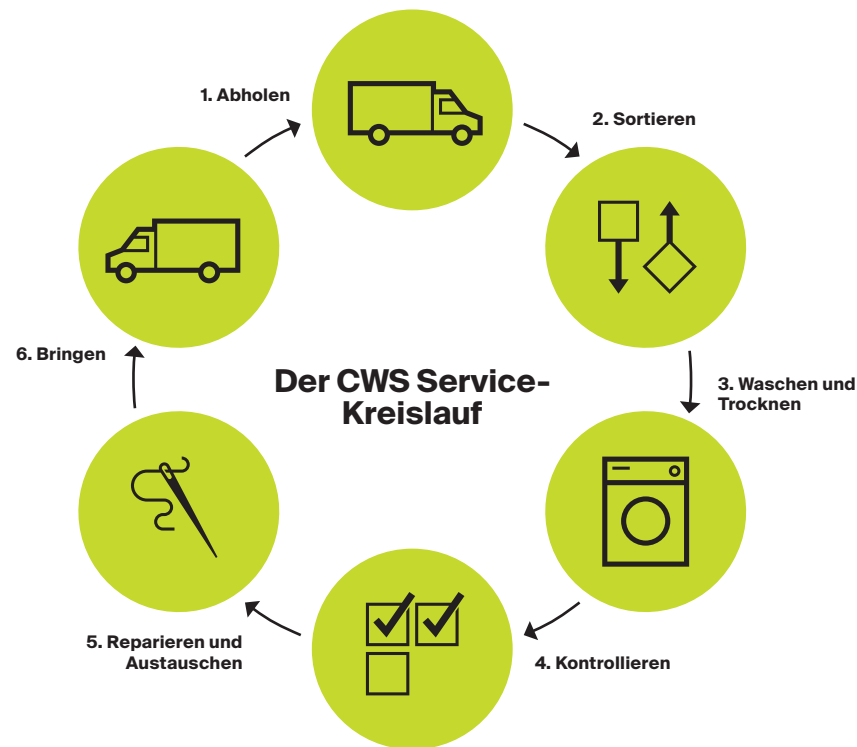 1. Abholen
2. Sortieren
3. Waschen und
Trocknen
4. Kontrollieren
5. Reparieren und
Austauschen
6. Bringen
Der CWS Service-
Kreislauf